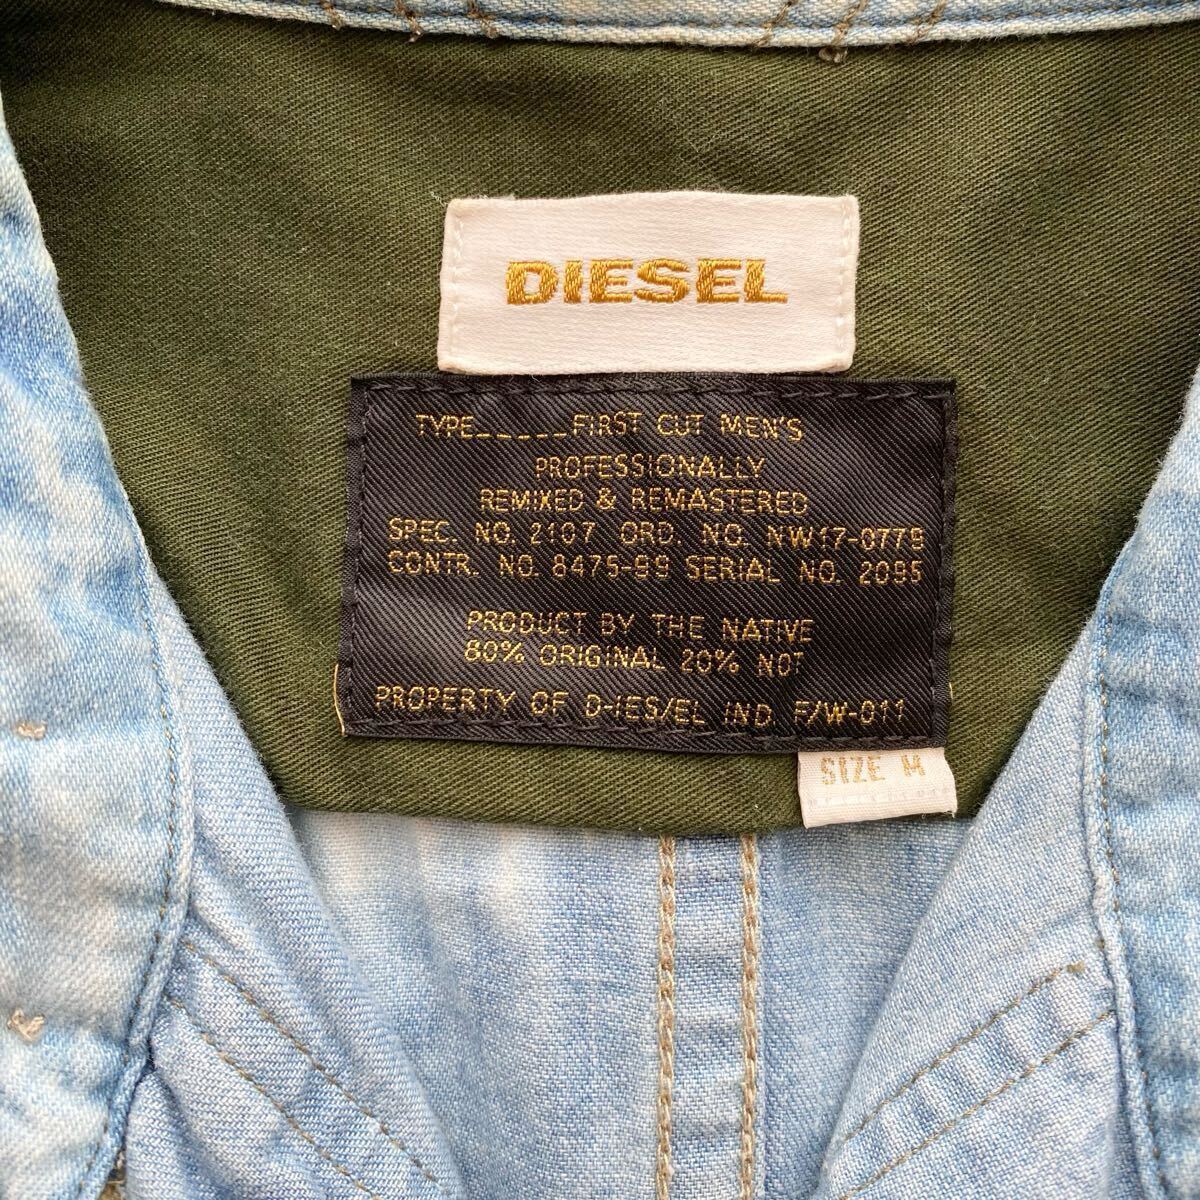 DIESEL
TYPE_____FIRST CUT MEN'S
PROFESSIONALLY
REMIXED & REMASTERED
SPEC. NO. 2107 ORD. NO. NW17-0779
CONTR. NO. 8475-99 SERIAL NO. 2095
PRODUCT BY THE NATIVE
80% ORIGINAL 20% NOT
PROPERTY OF D-IES/EL IND. F/W-011
SIZE M